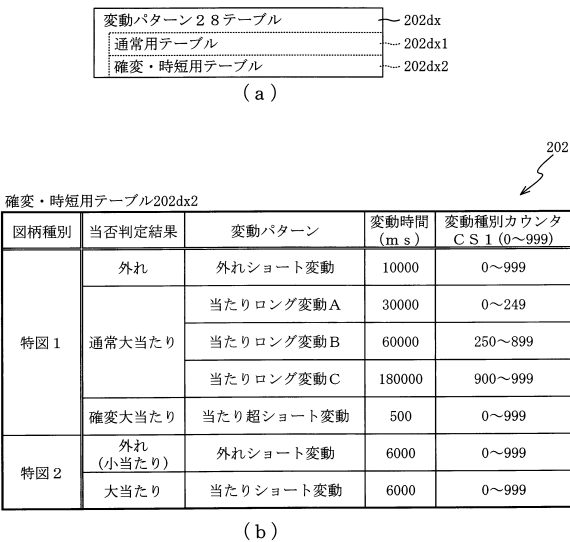 変動パターン２８テーブル
202dx
通常用テーブル
202dx1
確変・時短用テーブル
202dx2
(a)
202
確変・時短用テーブル202dx2
図柄種別 当否判定結果 変動パターン 変動時間 変動種別カウンタ
(ms) CS1(0～999)
特図１
外れ 外れショート変動 10000 0～999
通常大当たり
当たりロング変動A 30000 0～249
当たりロング変動B 60000 250～899
当たりロング変動C 180000 900～999
確変大当たり 当たり超ショート変動 500 0～999
特図２
外れ
(小当たり) 外れショート変動 6000 0～999
大当たり 当たりショート変動 6000 0～999
(b)